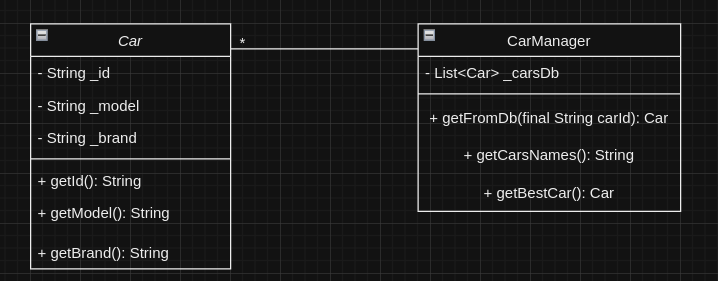 Car
- String _id
- String _model
- String _brand
+ getId(): String
+ getModel(): String
+ getBrand(): String
*
CarManager
- List<Car> _carsDb
+ getFromDb(final String carId): Car
+ getCarsNames(): String
+ getBestCar(): Car